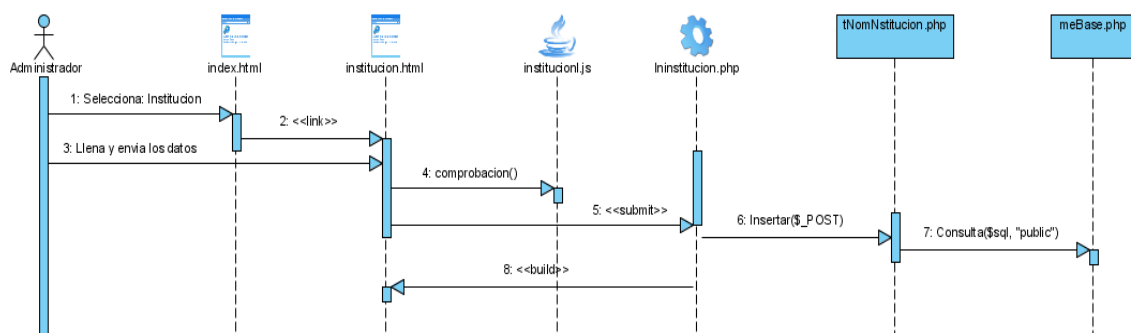 tNomNstitucion.php
meBase.php
Administrador
index.html
institucion.html
institucionI.js
Ininstitucion.php
1: Selecciona: Institucion
2: <<link>>
3: Llena y envia los datos
4: comprobacion()
5: <<submit>>
6: Insertar($_POST)
7: Consulta($sql, "public")
8: <<build>>